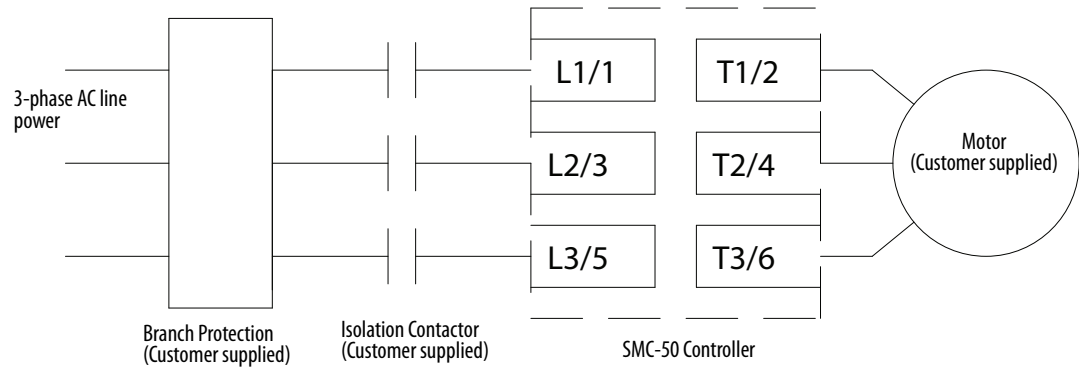 L1/1
T1/2
3-phase AC line
power
Motor
(Customer supplied)
L2/3
T2/4
L3/5
T3/6
Branch Protection
(Customer supplied)
Isolation Contactor
(Customer supplied)
SMC-50 Controller